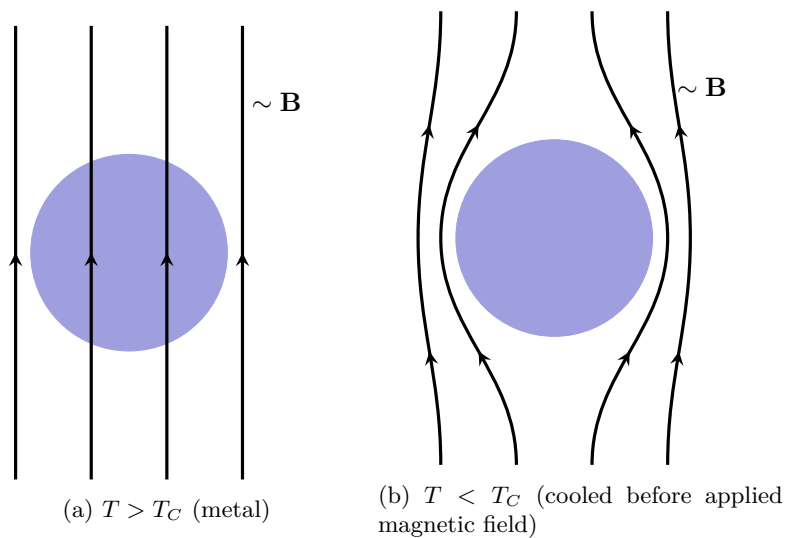 ∼ B
∼ B
(a) T > T_C (metal)
(b) T < T_C (cooled before applied
magnetic field)